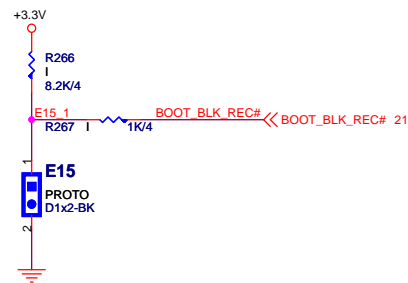 +3.3V
R266
I
8.2K/4
E15_1
BOOT_BLK_REC#
BOOT_BLK_REC# 21
R267 I
1K/4
1
E15
PROTO
D1x2-BK
2